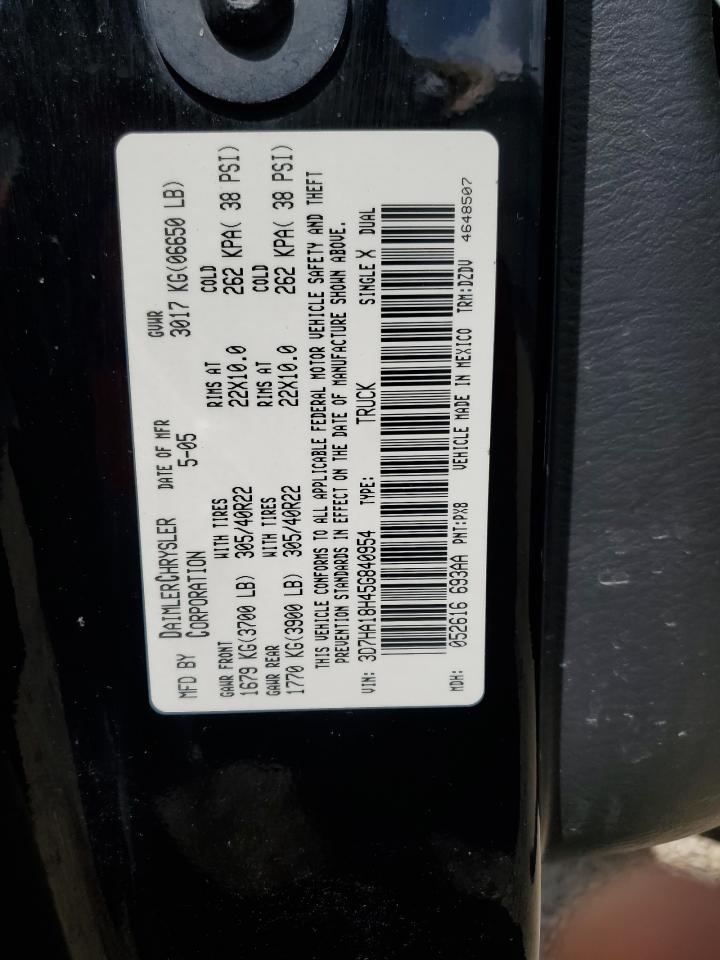 MFD BY DAIMLERCHRYSLER CORPORATION DATE OF MFR 5-05 GVWR 3017 KG(06650 LB)
GAWR FRONT WITH TIRES RIMS AT COLD
1679 KG(3700 LB) 305/40R22 22X10.0 262 KPA( 38 PSI)
GAWR REAR WITH TIRES RIMS AT COLD
1770 KG(3900 LB) 305/40R22 22X10.0 262 KPA( 38 PSI)
THIS VEHICLE CONFORMS TO ALL APPLICABLE FEDERAL MOTOR VEHICLE SAFETY AND THEFT
PREVENTION STANDARDS IN EFFECT ON THE DATE OF MANUFACTURE SHOWN ABOVE.
VIN: 3D7HA18H45G840954 TYPE: TRUCK SINGLE X DUAL
MDH: 052616 693AA PNT:PX8 VEHICLE MADE IN MEXICO TRM:DZDV 4648507